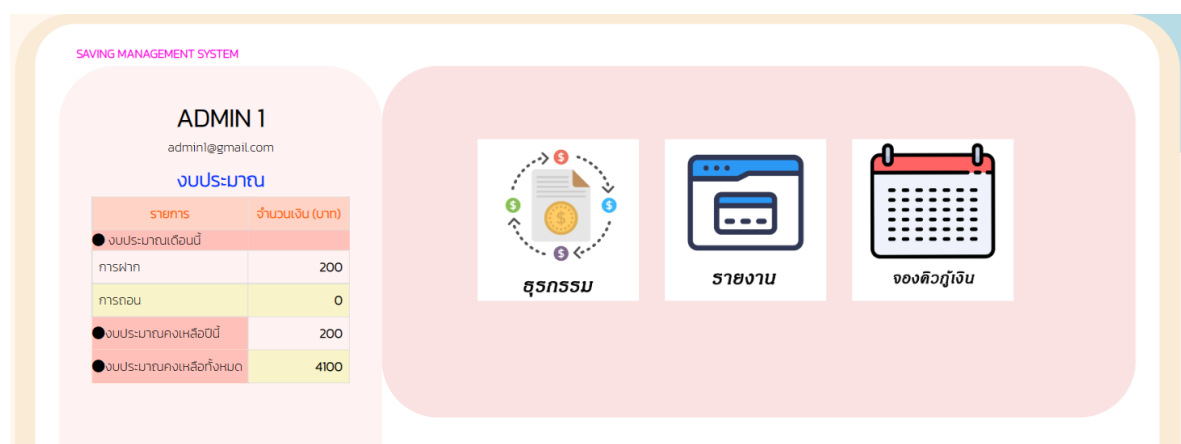 SAVING MANAGEMENT SYSTEM
ADMIN 1
admin1@gmail.com
งบประมาณ
รายการ จำนวนเงิน (บาท)
งบประมาณเดือนนี้
การฝาก 200
การถอน 0
งบประมาณคงเหลือปีนี้ 200
งบประมาณคงเหลือทั้งหมด 4100
ธุรกรรม
รายงาน
จองคิวกู้เงิน